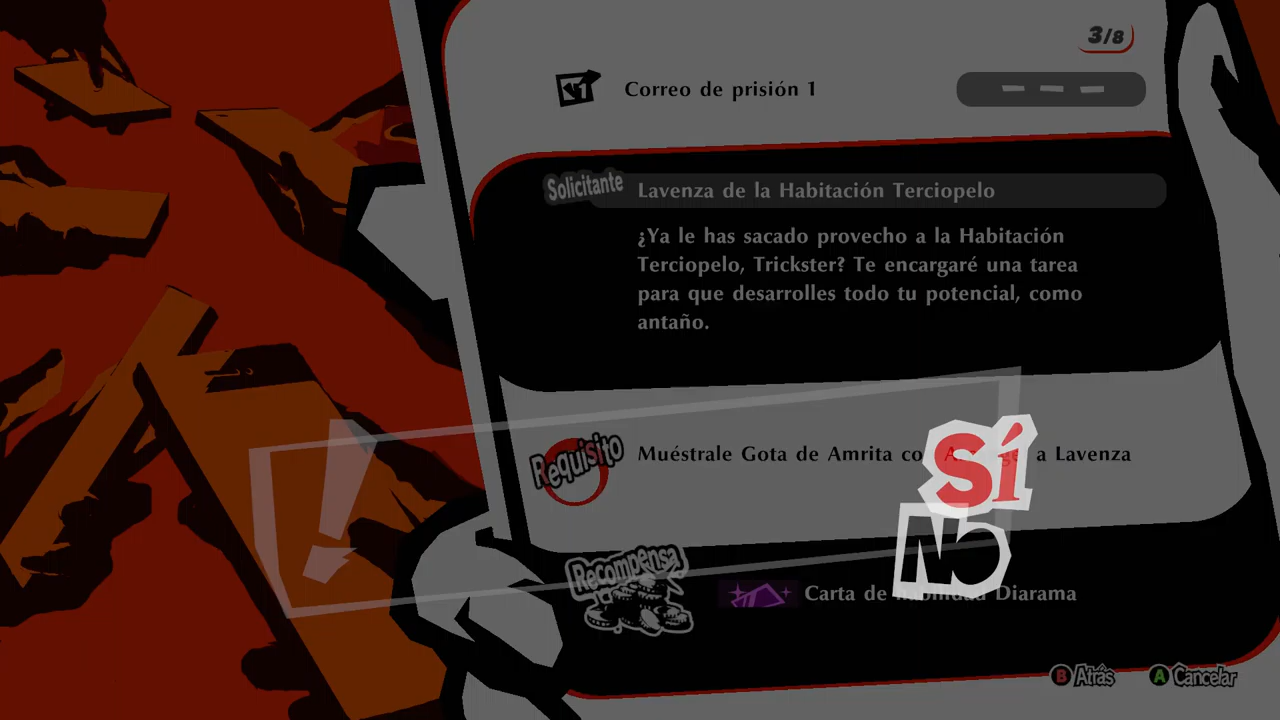 3/8
Correo de prisión 1
Solicitante
Lavenza de la Habitación Terciopelo
¿Ya le has sacado provecho a la Habitación
Terciopelo, Trickster? Te encargaré una tarea
para que desarrolles todo tu potencial, como
antaño.
Requisito
Muéstrale Gota de Amrita a Lavenza
SÍ
NO
Recompensa
Carta de habilidad Diarama
B Atrás
A Cancelar